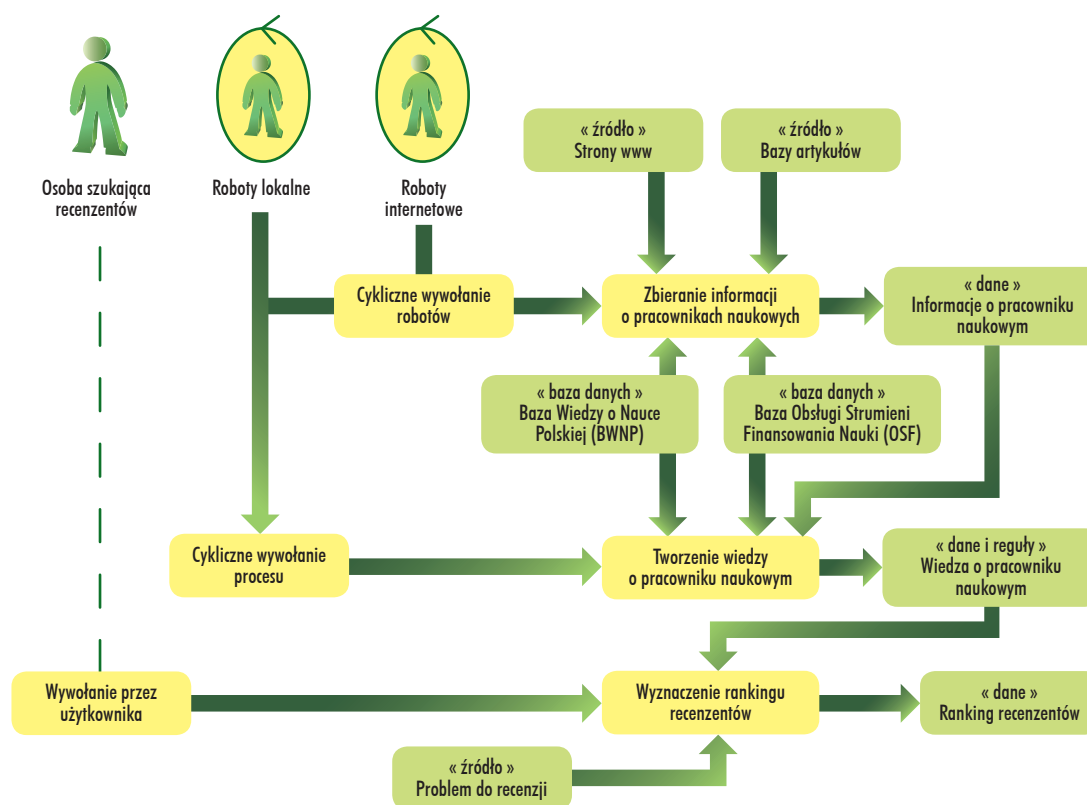 Osoba szukająca
recenzentów
Roboty lokalne
Roboty
internetowe
« źródło »
Strony www
« źródło »
Bazy artykułów
Cykliczne wywołanie
robotów
Zbieranie informacji
o pracownikach naukowych
« dane »
Informacje o pracowniku
naukowym
« baza danych »
Baza Wiedzy o Nauce
Polskiej (BWNP)
« baza danych »
Baza Obsługi Strumieni
Finansowania Nauki (OSF)
Cykliczne wywołanie
procesu
Tworzenie wiedzy
o pracowniku naukowym
« dane i reguły »
Wiedza o pracowniku
naukowym
Wywołanie przez
użytkownika
Wyznaczenie rankingu
recenzentów
« dane »
Ranking recenzentów
« źródło »
Problem do recenzji